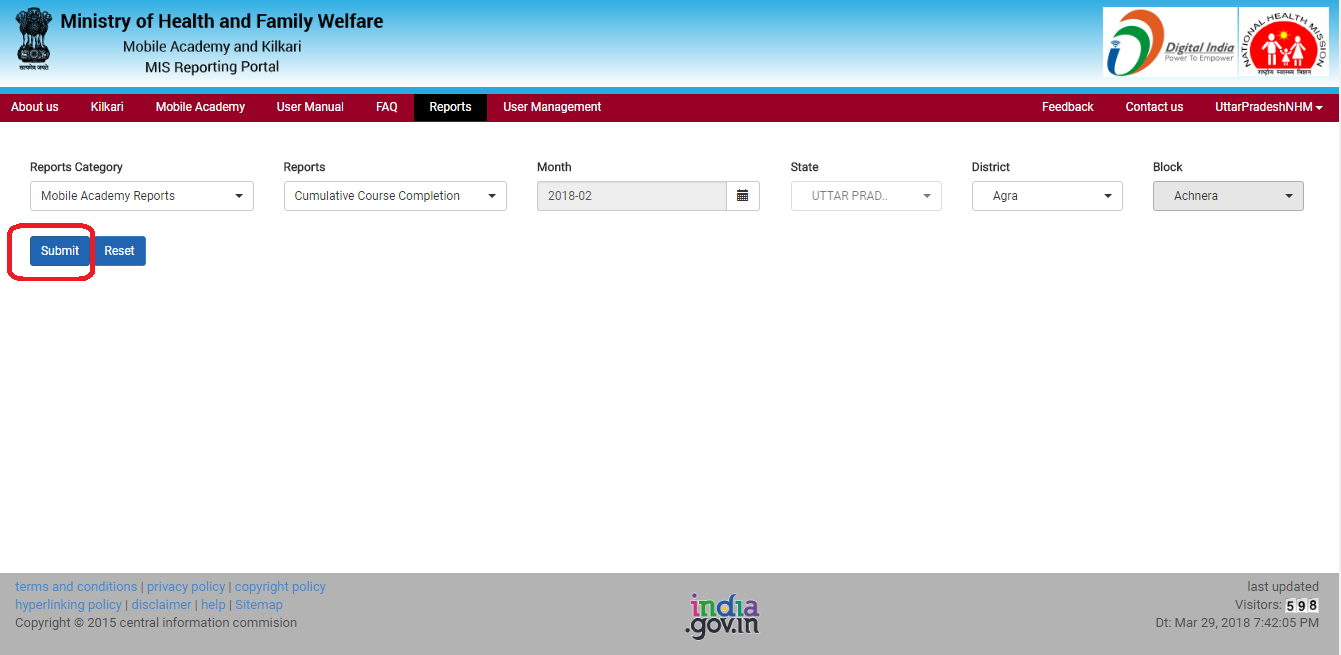 Ministry of Health and Family Welfare
Mobile Academy and Kilkari
MIS Reporting Portal
सत्यमेव जयते
Digital India
Power To Empower
NATIONAL HEALTH MISSION
राष्ट्रीय स्वास्थ्य मिशन
About us Kilkari Mobile Academy User Manual FAQ Reports User Management Feedback Contact us UttarPradeshNHM
Reports Category Reports Month State District Block
Mobile Academy Reports Cumulative Course Completion 2018-02 UTTAR PRAD.. Agra Achnera
Submit Reset
terms and conditions | privacy policy | copyright policy
hyperlinking policy | disclaimer | help | Sitemap
Copyright © 2015 central information commision
india
.gov.in
last updated
Visitors: 598
Dt: Mar 29, 2018 7:42:05 PM